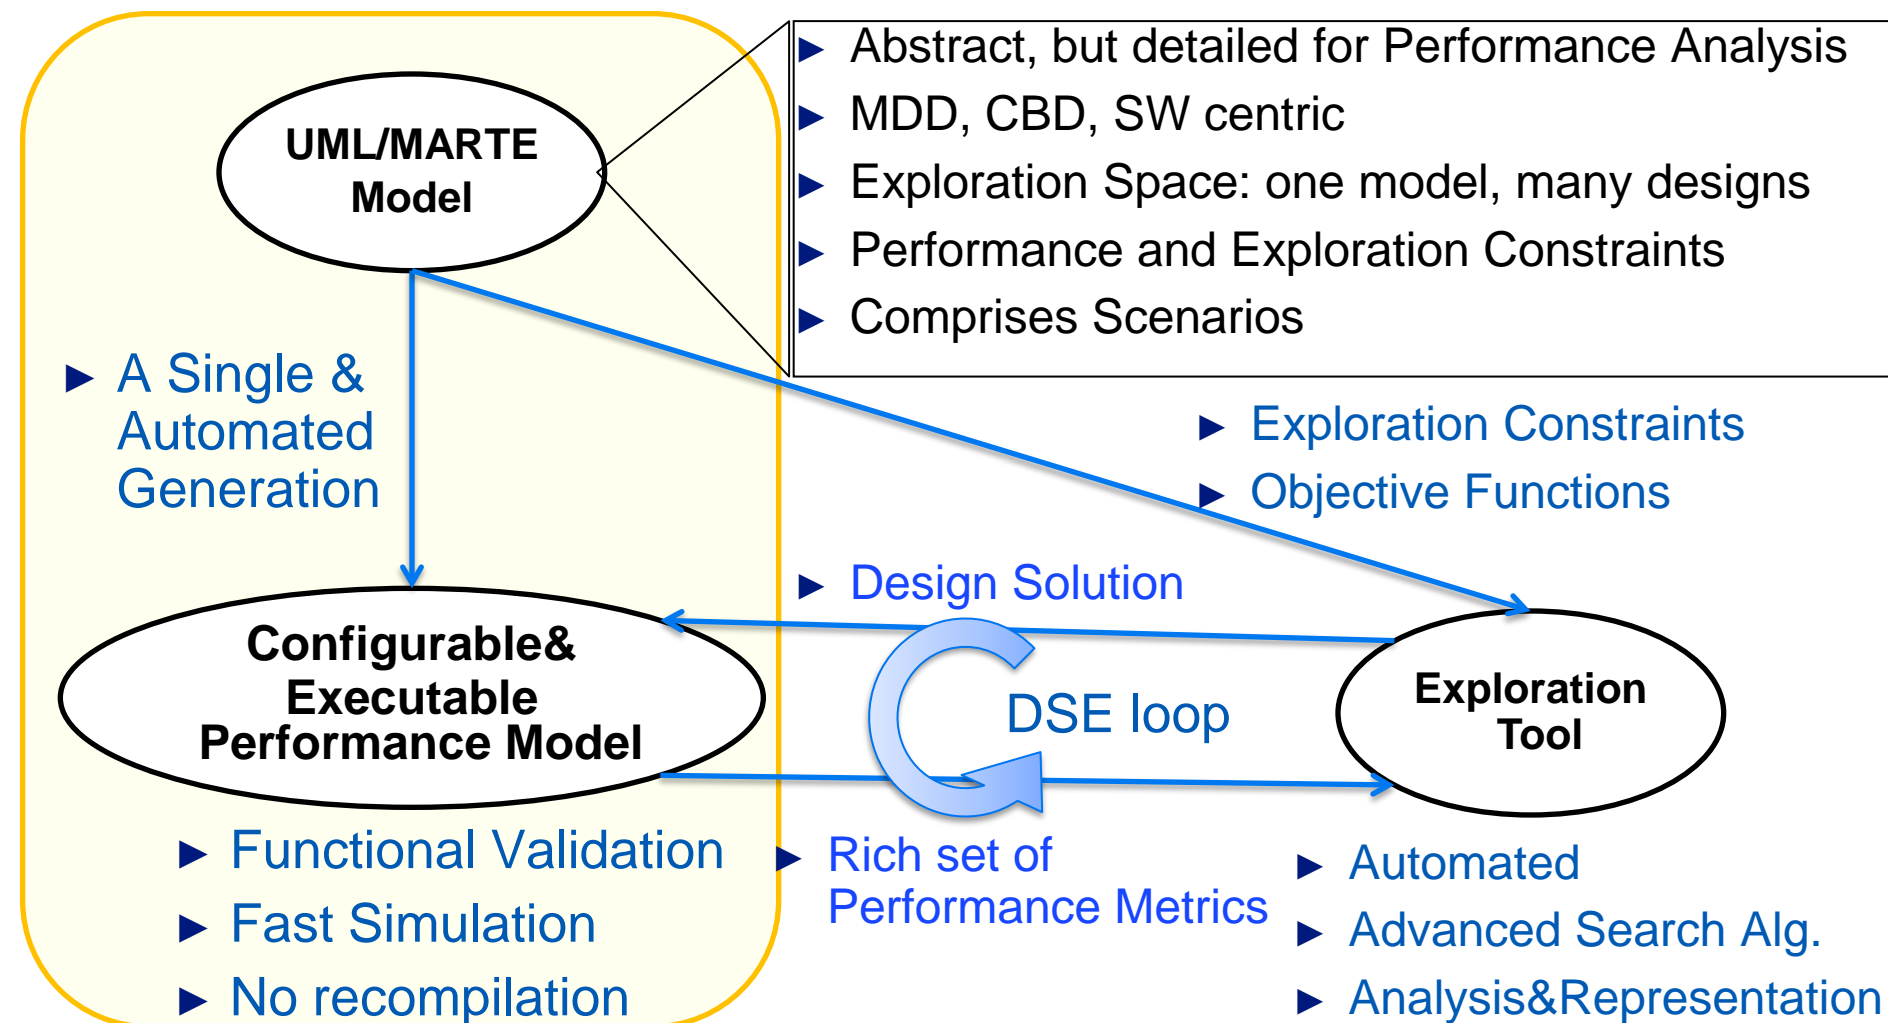 UML/MARTE
Model
► Abstract, but detailed for Performance Analysis
► MDD, CBD, SW centric
► Exploration Space: one model, many designs
► Performance and Exploration Constraints
► Comprises Scenarios
► A Single &
Automated
Generation
► Exploration Constraints
► Objective Functions
► Design Solution
Configurable&
Executable
Performance Model
DSE loop
Exploration
Tool
► Functional Validation
► Fast Simulation
► No recompilation
► Rich set of
Performance Metrics
► Automated
► Advanced Search Alg.
► Analysis&Representation